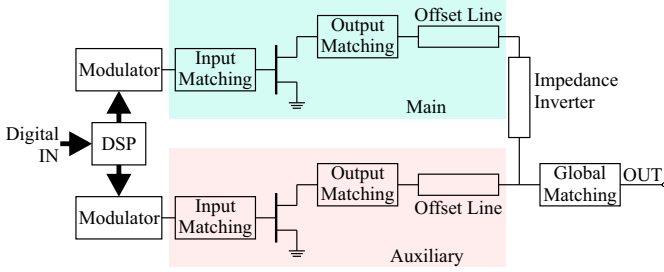 Offset Line
Output
Matching
Input
Matching
Modulator
Impedance
Inverter
Main
Digital
IN
DSP
Output
Matching
Global
Matching
OUT
Input
Matching
Modulator
Offset Line
Auxiliary